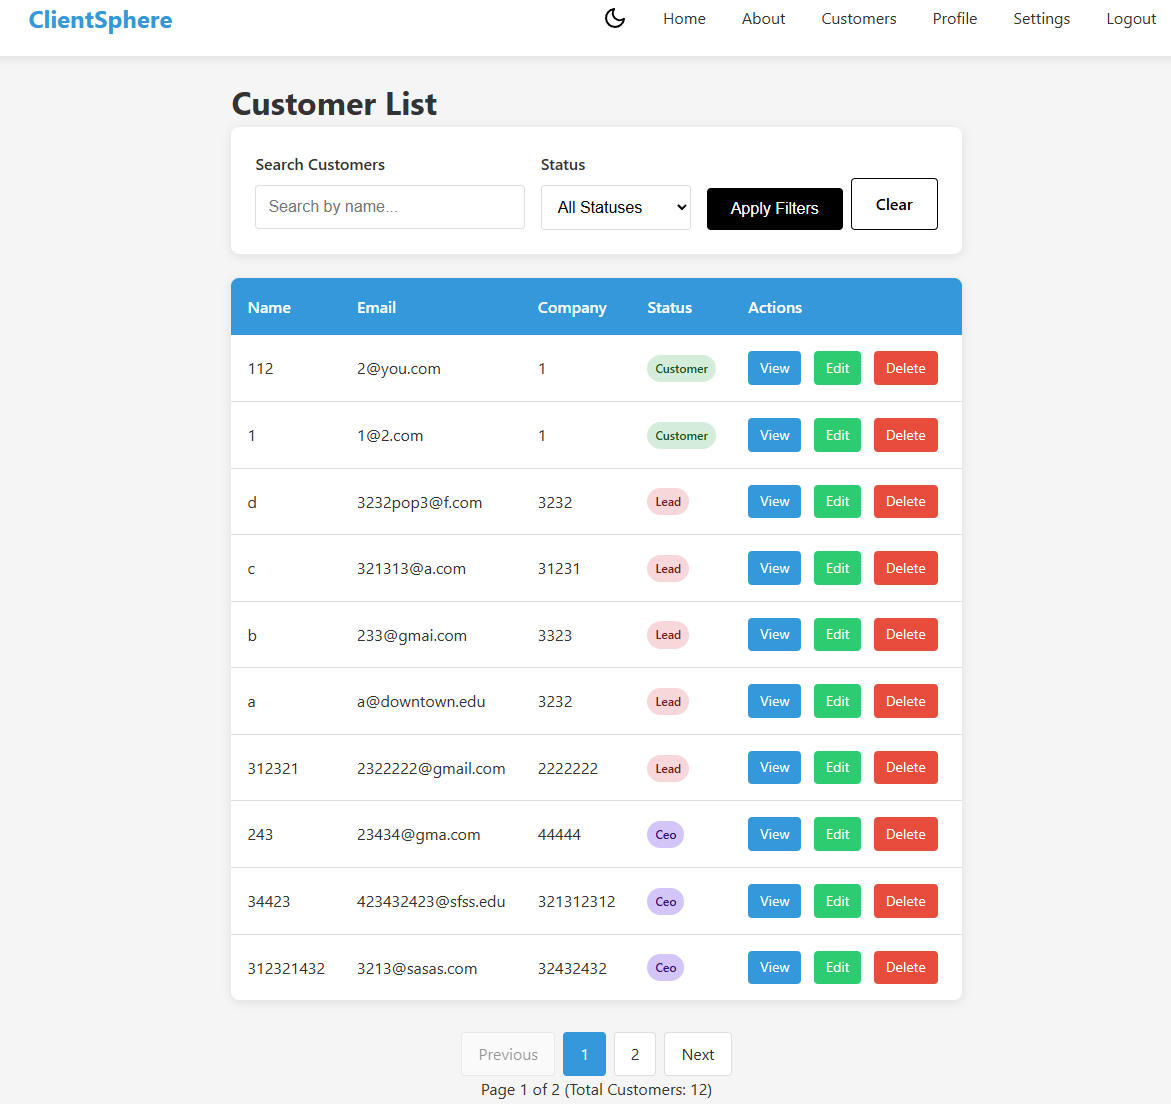 ClientSphere Home About Customers Profile Settings Logout
Customer List
Search Customers Status
Search by name... All Statuses Apply Filters Clear
Name Email Company Status Actions
112 2@you.com 1 Customer View Edit Delete
1 1@2.com 1 Customer View Edit Delete
d 3232pop3@f.com 3232 Lead View Edit Delete
c 321313@a.com 31231 Lead View Edit Delete
b 233@gmai.com 3323 Lead View Edit Delete
a a@downtown.edu 3232 Lead View Edit Delete
312321 2322222@gmail.com 2222222 Lead View Edit Delete
243 23434@gma.com 44444 Ceo View Edit Delete
34423 423432423@sfss.edu 321312312 Ceo View Edit Delete
312321432 3213@sasas.com 32432432 Ceo View Edit Delete
Previous 1 2 Next
Page 1 of 2 (Total Customers: 12)